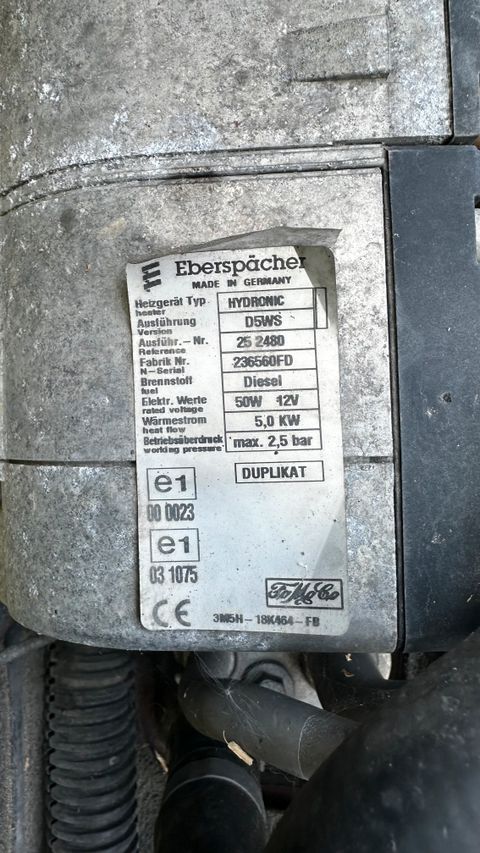 Eberspächer
MADE IN GERMANY
Heizgerät Typ HYDRONIC
heater
Ausführung D5WS
Version
Ausführ.-Nr. 25 2480
Reference
Fabrik Nr. 236560FD
N-Serial
Brennstoff Diesel
fuel
Elektr. Werte 50W 12V
rated voltage
Wärmestrom 5,0 KW
heat flow
Betriebsüberdruck max. 2,5 bar
working pressure
DUPLIKAT
e1
00 0023
e1
03 1075
FoMoCo
CE 3M5H-18K464-FB